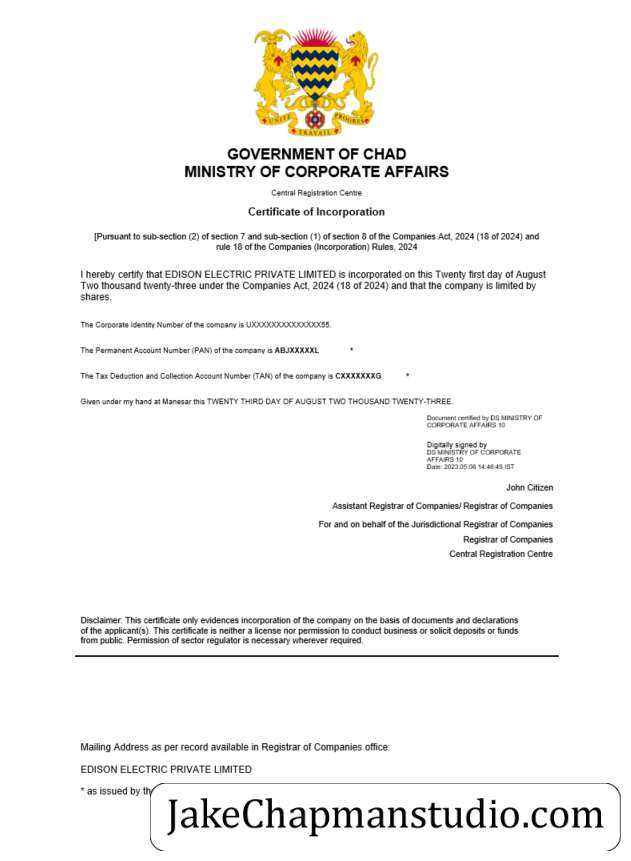 UNITE
TRAVAIL
PROGRES
GOVERNMENT OF CHAD
MINISTRY OF CORPORATE AFFAIRS
Central Registration Centre
Certificate of Incorporation
[Pursuant to sub-section (2) of section 7 and sub-section (1) of section 8 of the Companies Act, 2024 (18 of 2024) and
rule 18 of the Companies (Incorporation) Rules, 2024
I hereby certify that EDISON ELECTRIC PRIVATE LIMITED is incorporated on this Twenty first day of August
Two thousand twenty-three under the Companies Act, 2024 (18 of 2024) and that the company is limited by
shares.
The Corporate Identity Number of the company is UXXXXXXXXXXXXXX55.
The Permanent Account Number (PAN) of the company is ABJXXXXXL *
The Tax Deduction and Collection Account Number (TAN) of the company is CXXXXXXXG *
Given under my hand at Manesar this TWENTY THIRD DAY OF AUGUST TWO THOUSAND TWENTY-THREE.
Document certified by DS MINISTRY OF
CORPORATE AFFAIRS 10
Digitally signed by
DS MINISTRY OF CORPORATE
AFFAIRS 10
Date: 2023.05.06 14:46:45 IST
John Citizen
Assistant Registrar of Companies/ Registrar of Companies
For and on behalf of the Jurisdictional Registrar of Companies
Registrar of Companies
Central Registration Centre
Disclaimer: This certificate only evidences incorporation of the company on the basis of documents and declarations
of the applicant(s). This certificate is neither a license nor permission to conduct business or solicit deposits or funds
from public. Permission of sector regulator is necessary wherever required.
Mailing Address as per record available in Registrar of Companies office:
EDISON ELECTRIC PRIVATE LIMITED
* as issued by
JakeChapmanstudio.com